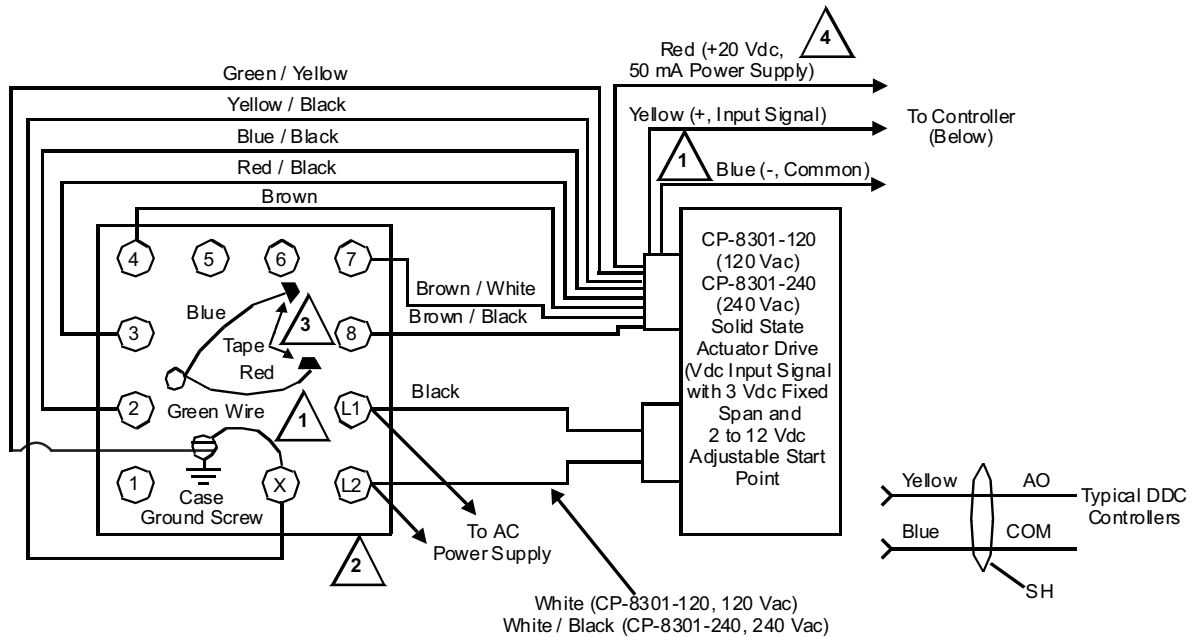 4
Red (+20 Vdc,
50 mA Power Supply)
Green / Yellow
Yellow / Black
Yellow (+, Input Signal)
To Controller
(Below)
Blue / Black
1
Blue (-, Common)
Red / Black
Brown
4
5
6
7
CP-8301-120
(120 Vac)
CP-8301-240
(240 Vac)
Solid State
Actuator Drive
(Vdc Input Signal
with 3 Vdc Fixed
Span and
2 to 12 Vdc
Adjustable Start
Point
Brown / White
Brown / Black
Blue
3
3
8
Tape
Red
2
Green Wire
1
L1
Black
1
Case
Ground Screw
X
L2
To AC
Power Supply
2
White (CP-8301-120, 120 Vac)
White / Black (CP-8301-240, 240 Vac)
Yellow
AO
Typical DDC
Controllers
Blue
COM
SH